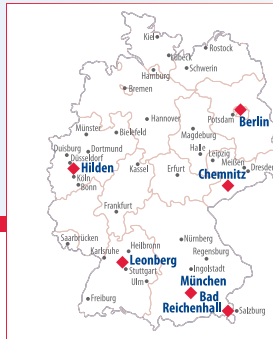 Kiel
Rostock
Lübeck
Schwerin
Hamburg
Bremen
Berlin
Potsdam
Hannover
Magdeburg
Münster
Bielefeld
Halle
Leipzig
Meißen
Dresden
Duisburg
Dortmund
Düsseldorf
Hilden
Kassel
Erfurt
Chemnitz
Köln
Bonn
Frankfurt
Saarbrücken
Karlsruhe
Heilbronn
Nürnberg
Regensburg
Leonberg
Stuttgart
Ingolstadt
Ulm
München
Freiburg
Bad
Reichenhall
Salzburg